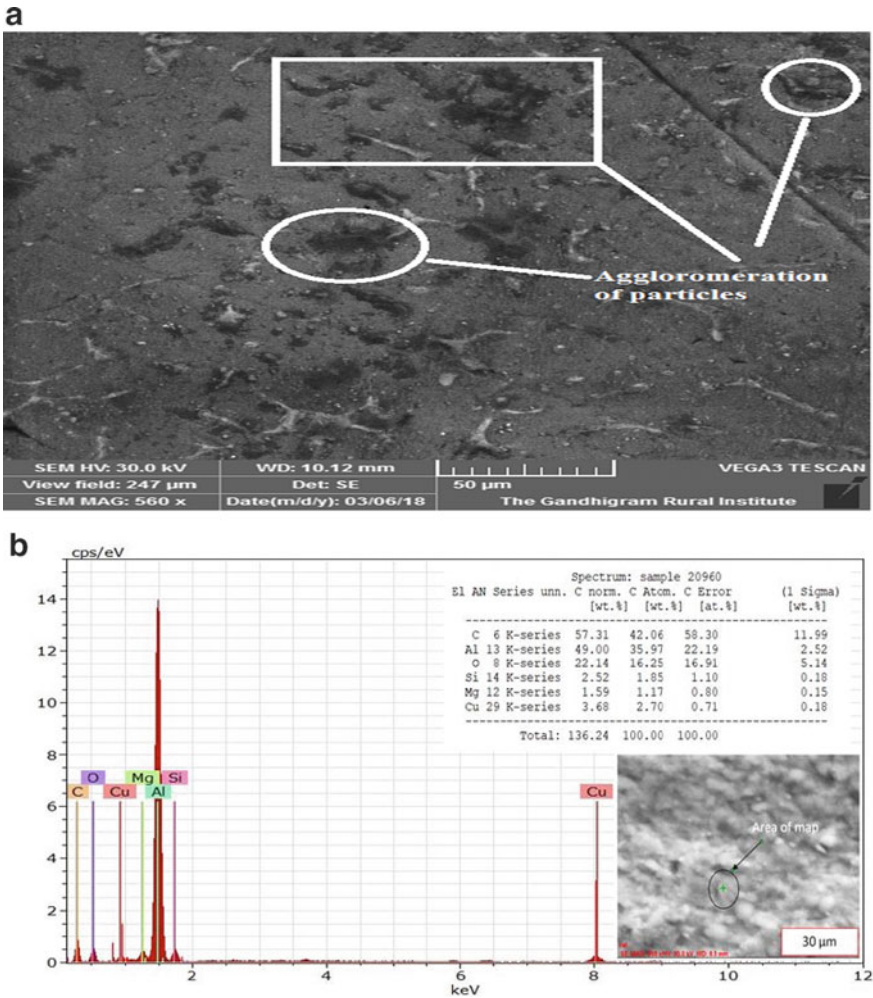 a
Aggloromeration
of particles
SEM HV: 30.0 kV WD: 10.12 mm VEGA3 TESCAN
View field: 247 µm Det: SE 50 µm
SEM MAG: 560 x Date(m/d/y): 03/06/18 The Gandhigram Rural Institute
b
cps/eV
Spectrum: sample 20960
El AN Series unn. C norm. C Atom. C Error (1 Sigma)
[wt.%] [wt.%] [at.%] [wt.%]
C 6 K-series 57.31 42.06 58.30 11.99
Al 13 K-series 49.00 35.97 22.19 2.52
O 8 K-series 22.14 16.25 16.91 5.14
Si 14 K-series 2.52 1.85 1.10 0.18
Mg 12 K-series 1.59 1.17 0.80 0.15
Cu 29 K-series 3.68 2.70 0.71 0.18
Total: 136.24 100.00 100.00
14
12
10
8
6
4
2
0
O Mg Si
C Cu Al Cu
Area of map
30 µm
2 4 6 8 10 12
keV